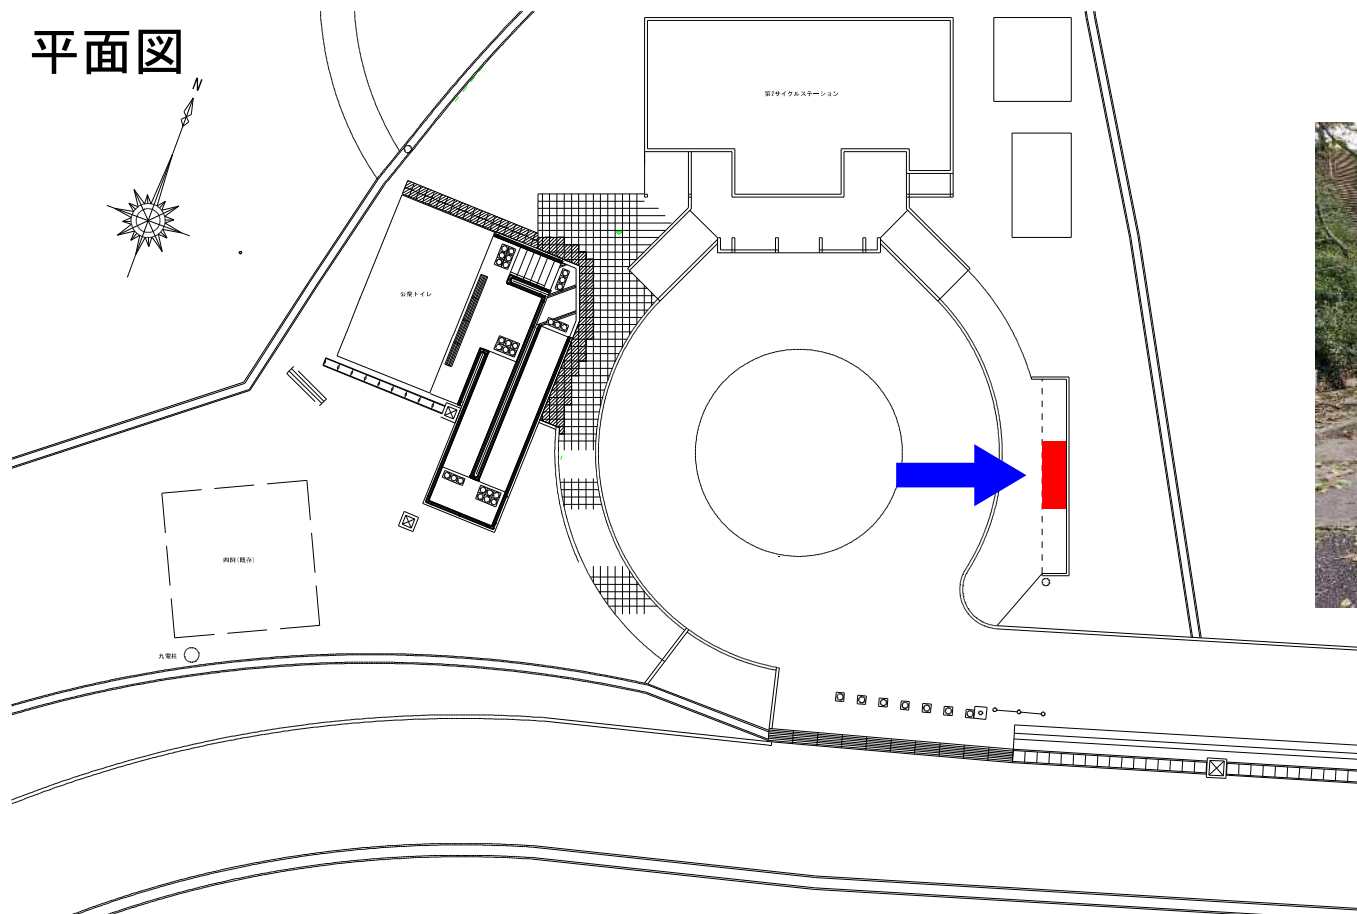 平面図
N
第2サイクルステーション
公衆トイレ
四阿(既存)
九電柱